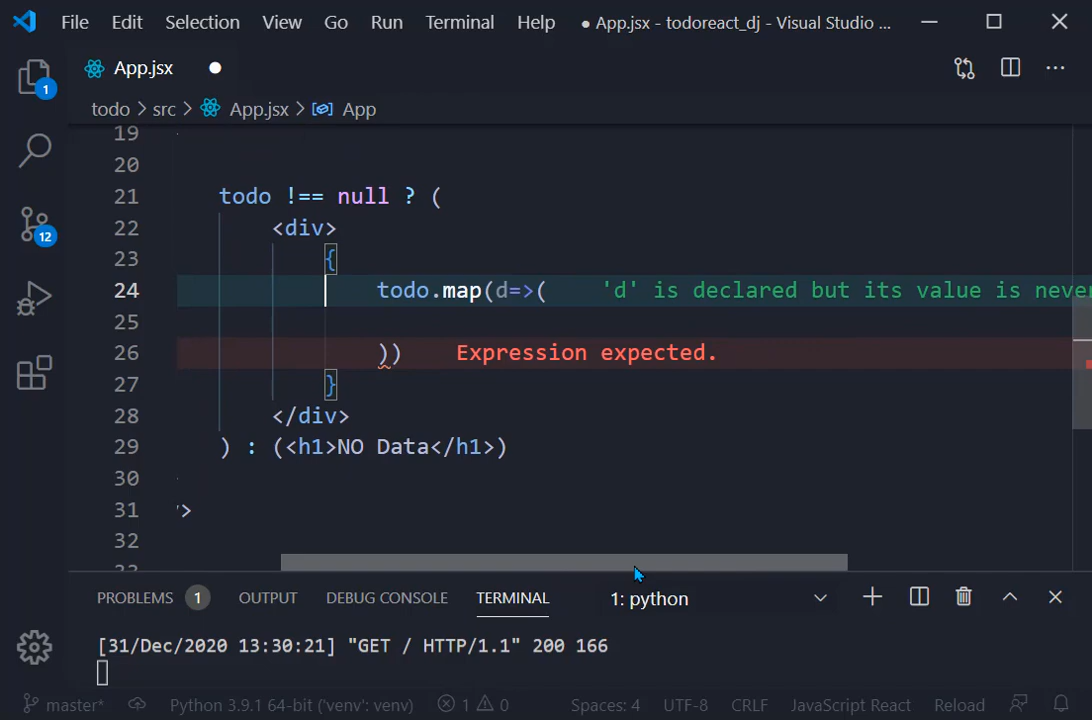 File Edit Selection View Go Run Terminal Help ● App.jsx - todoreact_dj - Visual Studio ...
App.jsx
1
todo > src > App.jsx > App
19
20
21 todo !== null ? (
22 <div>
23 {
24 todo.map(d=>( 'd' is declared but its value is never
25
26 )) Expression expected.
27 }
28 </div>
29 ) : (<h1>NO Data</h1>)
30
31 >
32
12
PROBLEMS 1 OUTPUT DEBUG CONSOLE TERMINAL 1: python
[31/Dec/2020 13:30:21] "GET / HTTP/1.1" 200 166
master* Python 3.9.1 64-bit ('venv': venv) 1 0 Spaces: 4 UTF-8 CRLF JavaScript React Reload